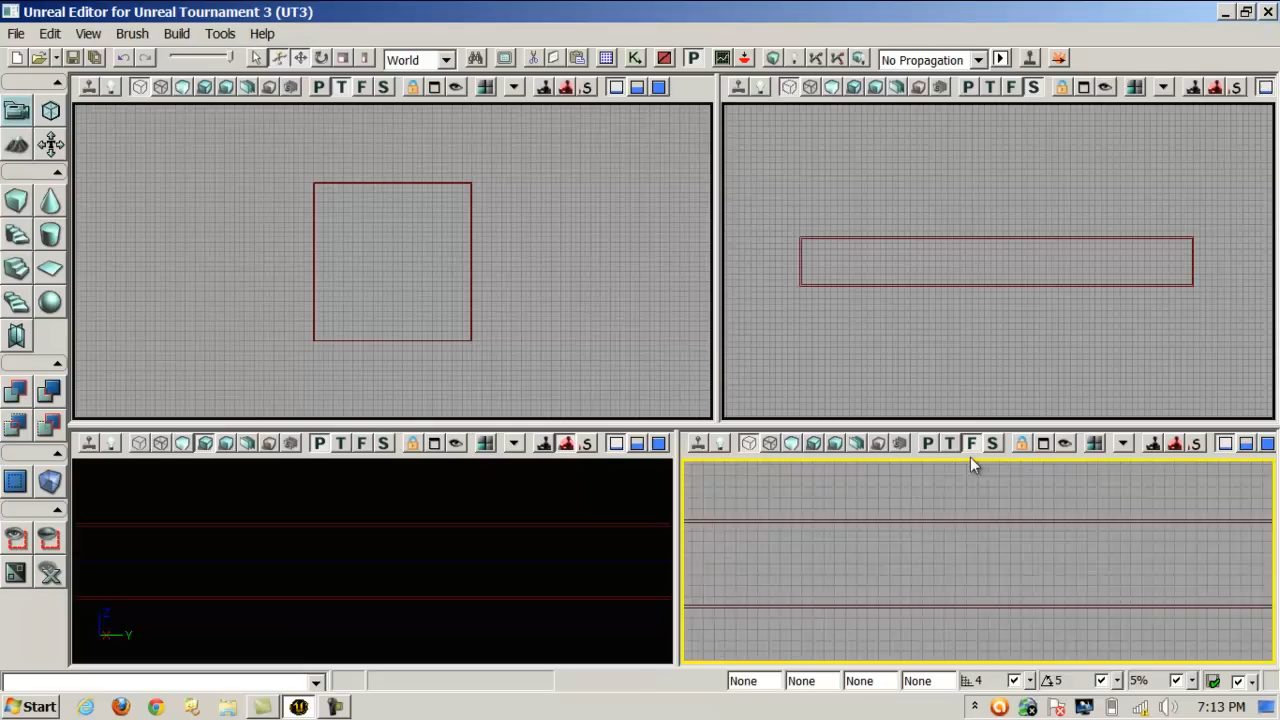 Unreal Editor for Unreal Tournament 3 (UT3)
File Edit View Brush Build Tools Help
World
P
No Propagation
P T F S
P T F S
P T F S
P T F S
Z
X Y
None None None None 4 5 5%
Start
7:13 PM